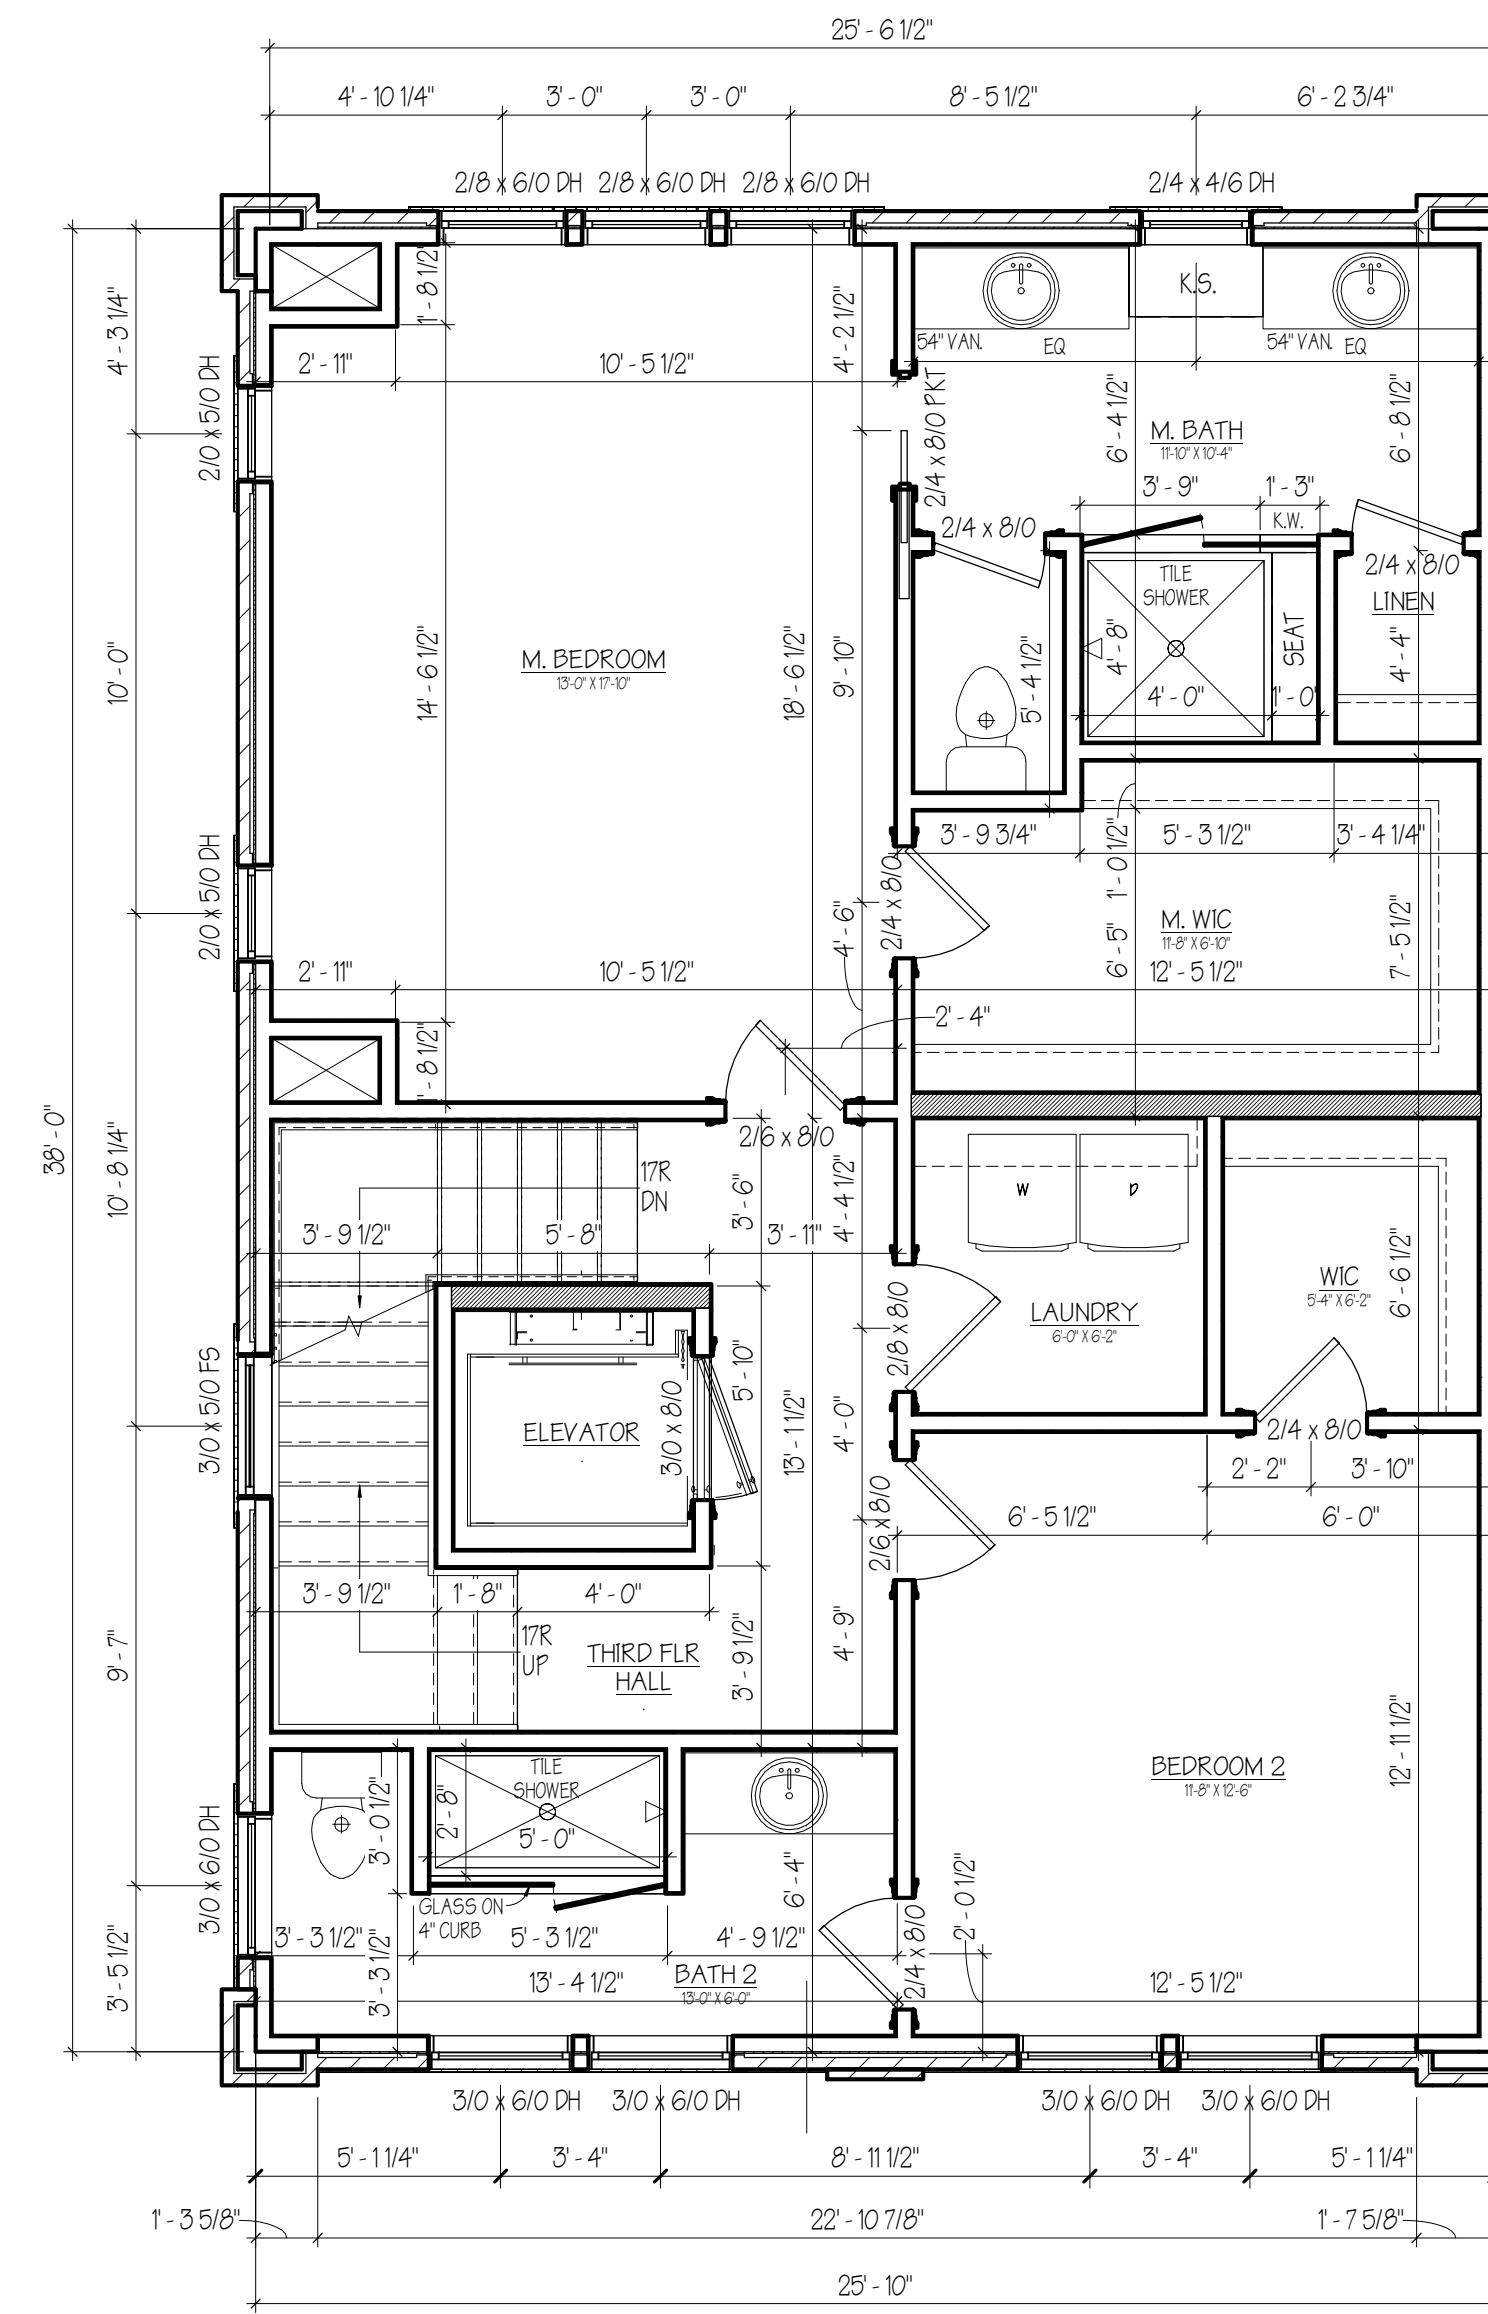 25' - 6 1/2"
4' - 10 1/4"
3' - 0"
3' - 0"
8' - 5 1/2"
6' - 2 3/4"
2/8 x 6/0 DH
2/8 x 6/0 DH
2/8 x 6/0 DH
2/4 x 4/6 DH
4' - 3 1/4"
1' - 8 1/2"
4' - 2 1/2"
K.S.
54" VAN.
EQ
54" VAN.
EQ
2' - 11"
10' - 5 1/2"
2/0 x 5/0 DH
2/4 x 8/0 PKT
6' - 4 1/2"
M. BATH
11'-10" X 10'-4"
6' - 8 1/2"
3' - 9"
1' - 3"
K.W.
2/4 x 8/0
2/4 x 8/0
TILE
SHOWER
LINEN
10' - 0"
14' - 6 1/2"
M. BEDROOM
13'-0" X 17'-10"
18' - 6 1/2"
9' - 10"
5' - 4 1/2"
4' - 8"
SEAT
4' - 4"
4' - 0"
1' - 0"
3' - 9 3/4"
5' - 3 1/2"
3' - 4 1/4"
2/0 x 5/0 DH
2/4 x 8/0
1' - 0 1/2"
4' - 6"
6' - 5"
M. WIC
11'-8" X 6'-10"
7' - 5 1/2"
2' - 11"
10' - 5 1/2"
12' - 5 1/2"
2' - 4"
1' - 8 1/2"
38' - 0"
10' - 8 1/4"
2/6 x 8/0
17R
DN
3' - 6"
4' - 4 1/2"
W
D
3' - 9 1/2"
5' - 8"
3' - 11"
2/8 x 8/0
LAUNDRY
6'-0" X 6'-2"
WIC
5'-4" X 6'-2"
6' - 6 1/2"
3/0 x 5/0 FS
ELEVATOR
3/0 x 8/0
5' - 10"
13' - 1 1/2"
4' - 0"
2/4 x 8/0
2' - 2"
3' - 10"
2/6 x 8/0
6' - 5 1/2"
6' - 0"
3' - 9 1/2"
1' - 8"
4' - 0"
9' - 7"
17R
UP
THIRD FLR
HALL
3' - 9 1/2"
4' - 9"
12' - 11 1/2"
BEDROOM 2
11'-8" X 12'-6"
TILE
SHOWER
3' - 0 1/2"
2' - 8"
5' - 0"
3/0 x 6/0 DH
GLASS ON
4" CURB
6' - 4"
2' - 0 1/2"
2/4 x 8/0
3' - 5 1/2"
3' - 3 1/2"
3' - 3 1/2"
5' - 3 1/2"
4' - 9 1/2"
13' - 4 1/2"
BATH 2
13'-0" X 6'-0"
12' - 5 1/2"
3/0 x 6/0 DH
3/0 x 6/0 DH
3/0 x 6/0 DH
3/0 x 6/0 DH
5' - 1 1/4"
3' - 4"
8' - 11 1/2"
3' - 4"
5' - 1 1/4"
1' - 3 5/8"
22' - 10 7/8"
1' - 7 5/8"
25' - 10"